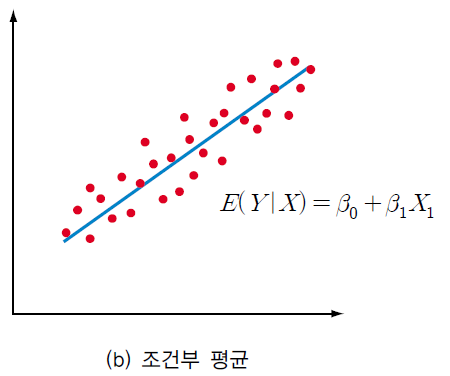 E(Y|X) = β₀ + β₁X₁
(b) 조건부 평균